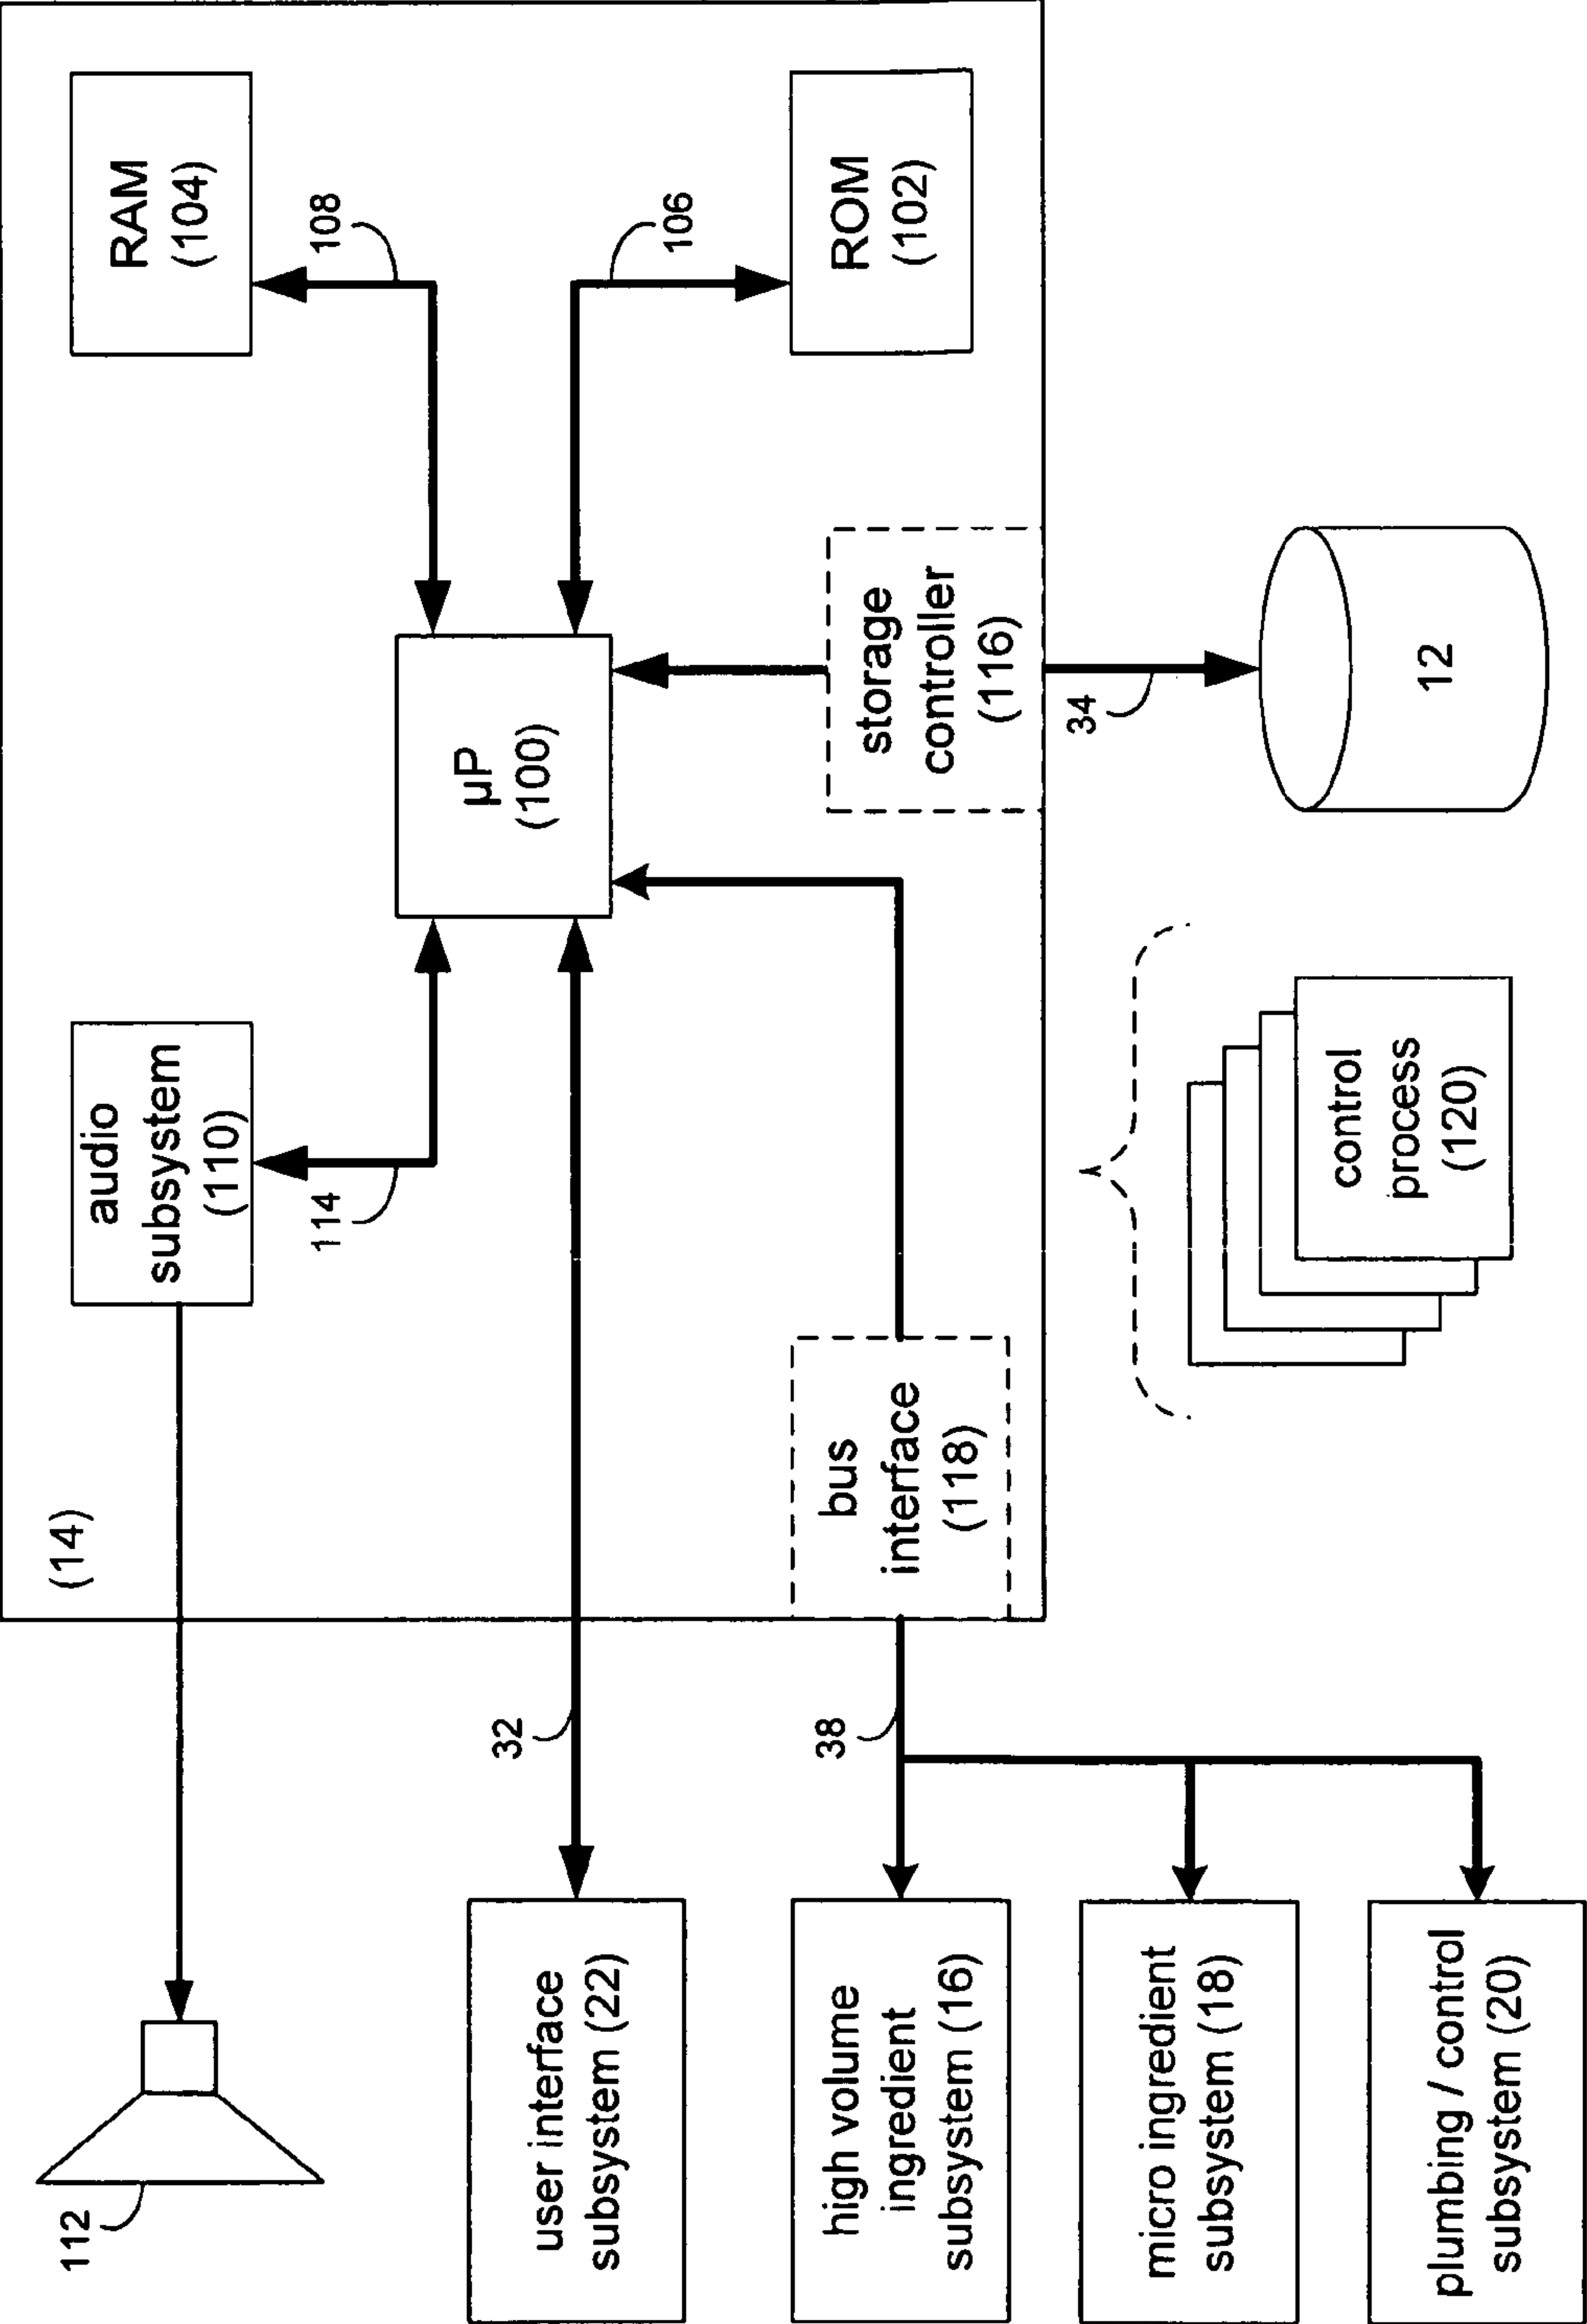 112
(14)
audio
subsystem
(110)
114
RAM
(104)
108
µP
(100)
106
ROM
(102)
user interface
subsystem (22)
32
high volume
ingredient
subsystem (16)
38
bus
interface
(118)
storage
controller
(116)
34
12
micro ingredient
subsystem (18)
plumbing / control
subsystem (20)
control
process
(120)